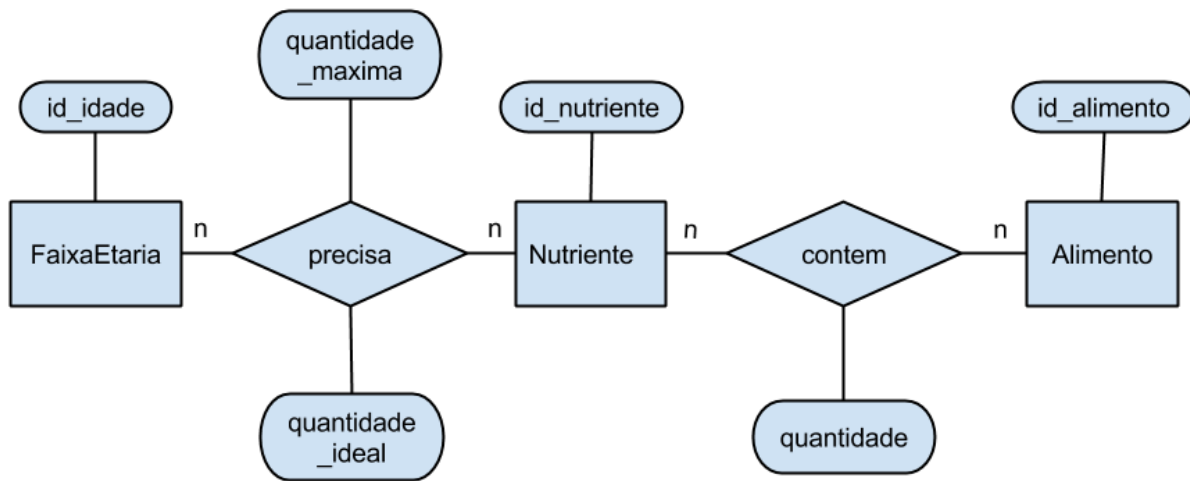 quantidade
_maxima
id_idade
id_nutriente
id_alimento
FaixaEtaria
n
precisa
n
Nutriente
n
contem
n
Alimento
quantidade
_ideal
quantidade